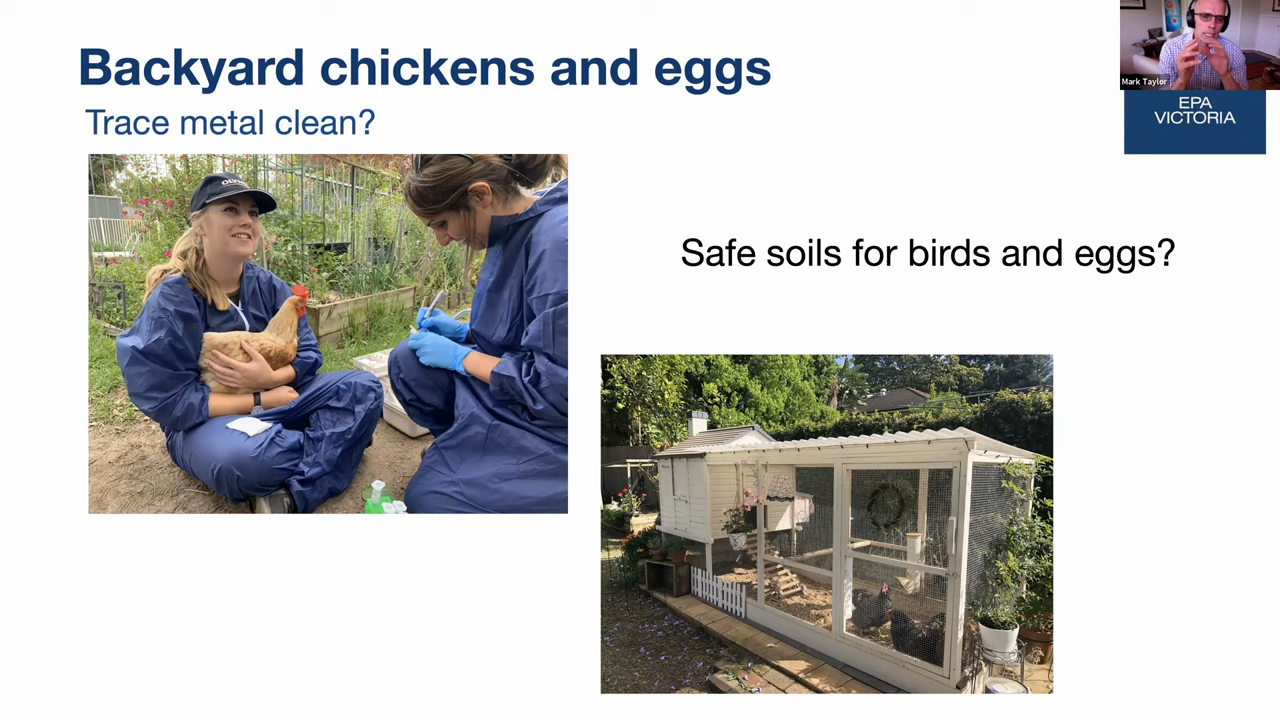 Backyard chickens and eggs
Trace metal clean?
Mark Taylor
EPA
VICTORIA
Safe soils for birds and eggs?